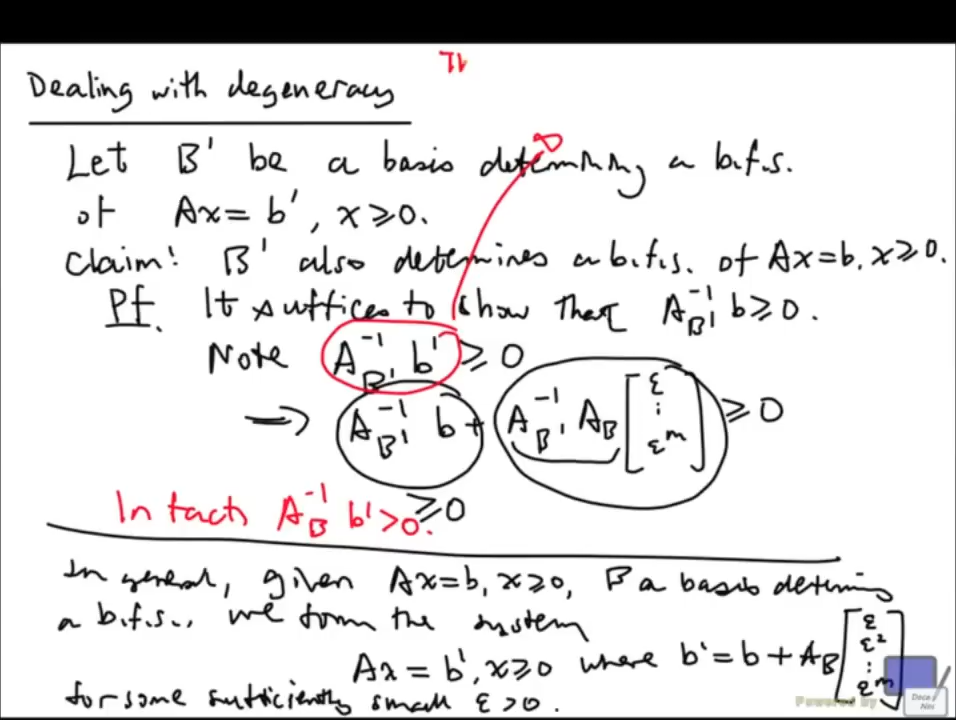 Dealing with degeneracy
Let B' be a basis determining a b.f.s.
of Ax = b', x ≥ 0.
Claim: B' also determines a b.f.s. of Ax = b, x ≥ 0.
Pf. It suffices to show that A_{B'}^{-1} b ≥ 0.
Note A_{B'}^{-1} b' ≥ 0
⟹ A_{B'}^{-1} b + A_{B'}^{-1} A_B [ε ⋮ ε^m] ≥ 0
≥ 0
In fact, A_B^{-1} b' > 0.
In general, given Ax = b, x ≥ 0, B a basis determing
a b.f.s., we form the system
Ax = b', x ≥ 0 where b' = b + A_B [ε ε² ⋮ ε^m]
for some sufficiently small ε > 0.
Powered by